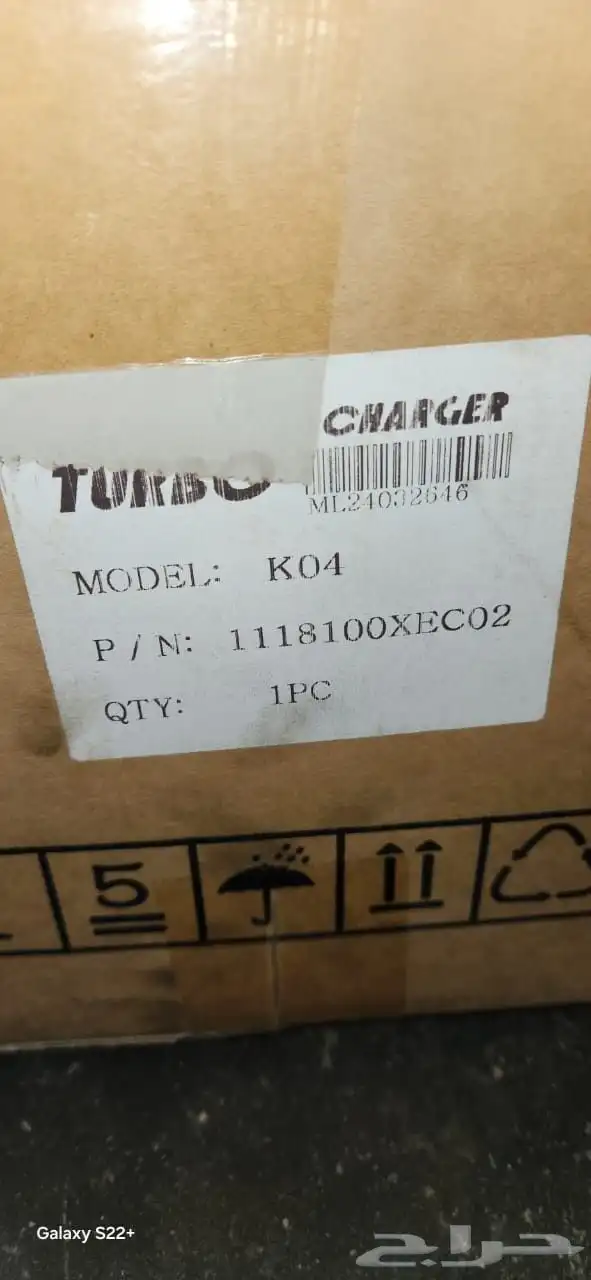 CHARGER
TURBO
ML24032646
MODEL: K04
P / N: 1118100XEC02
QTY: 1PC
5
Galaxy S22+
حراج